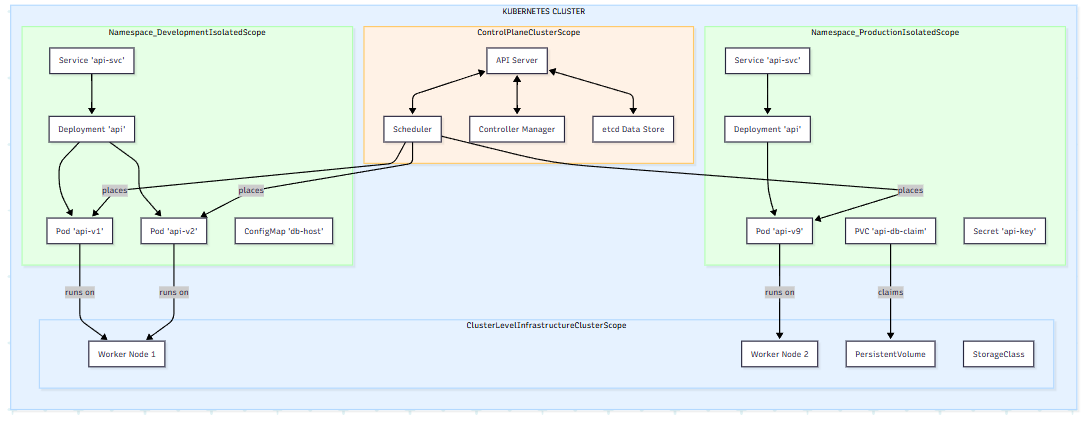 KUBERNETES CLUSTER
Namespace_DevelopmentIsolatedScope
ControlPlaneClusterScope
Namespace_ProductionIsolatedScope
Service 'api-svc'
API Server
Service 'api-svc'
Deployment 'api'
Scheduler
Controller Manager
etcd Data Store
Deployment 'api'
places
places
places
Pod 'api-v1'
Pod 'api-v2'
ConfigMap 'db-host'
Pod 'api-v9'
PVC 'api-db-claim'
Secret 'api-key'
runs on
runs on
runs on
claims
ClusterLevelInfrastructureClusterScope
Worker Node 1
Worker Node 2
PersistentVolume
StorageClass